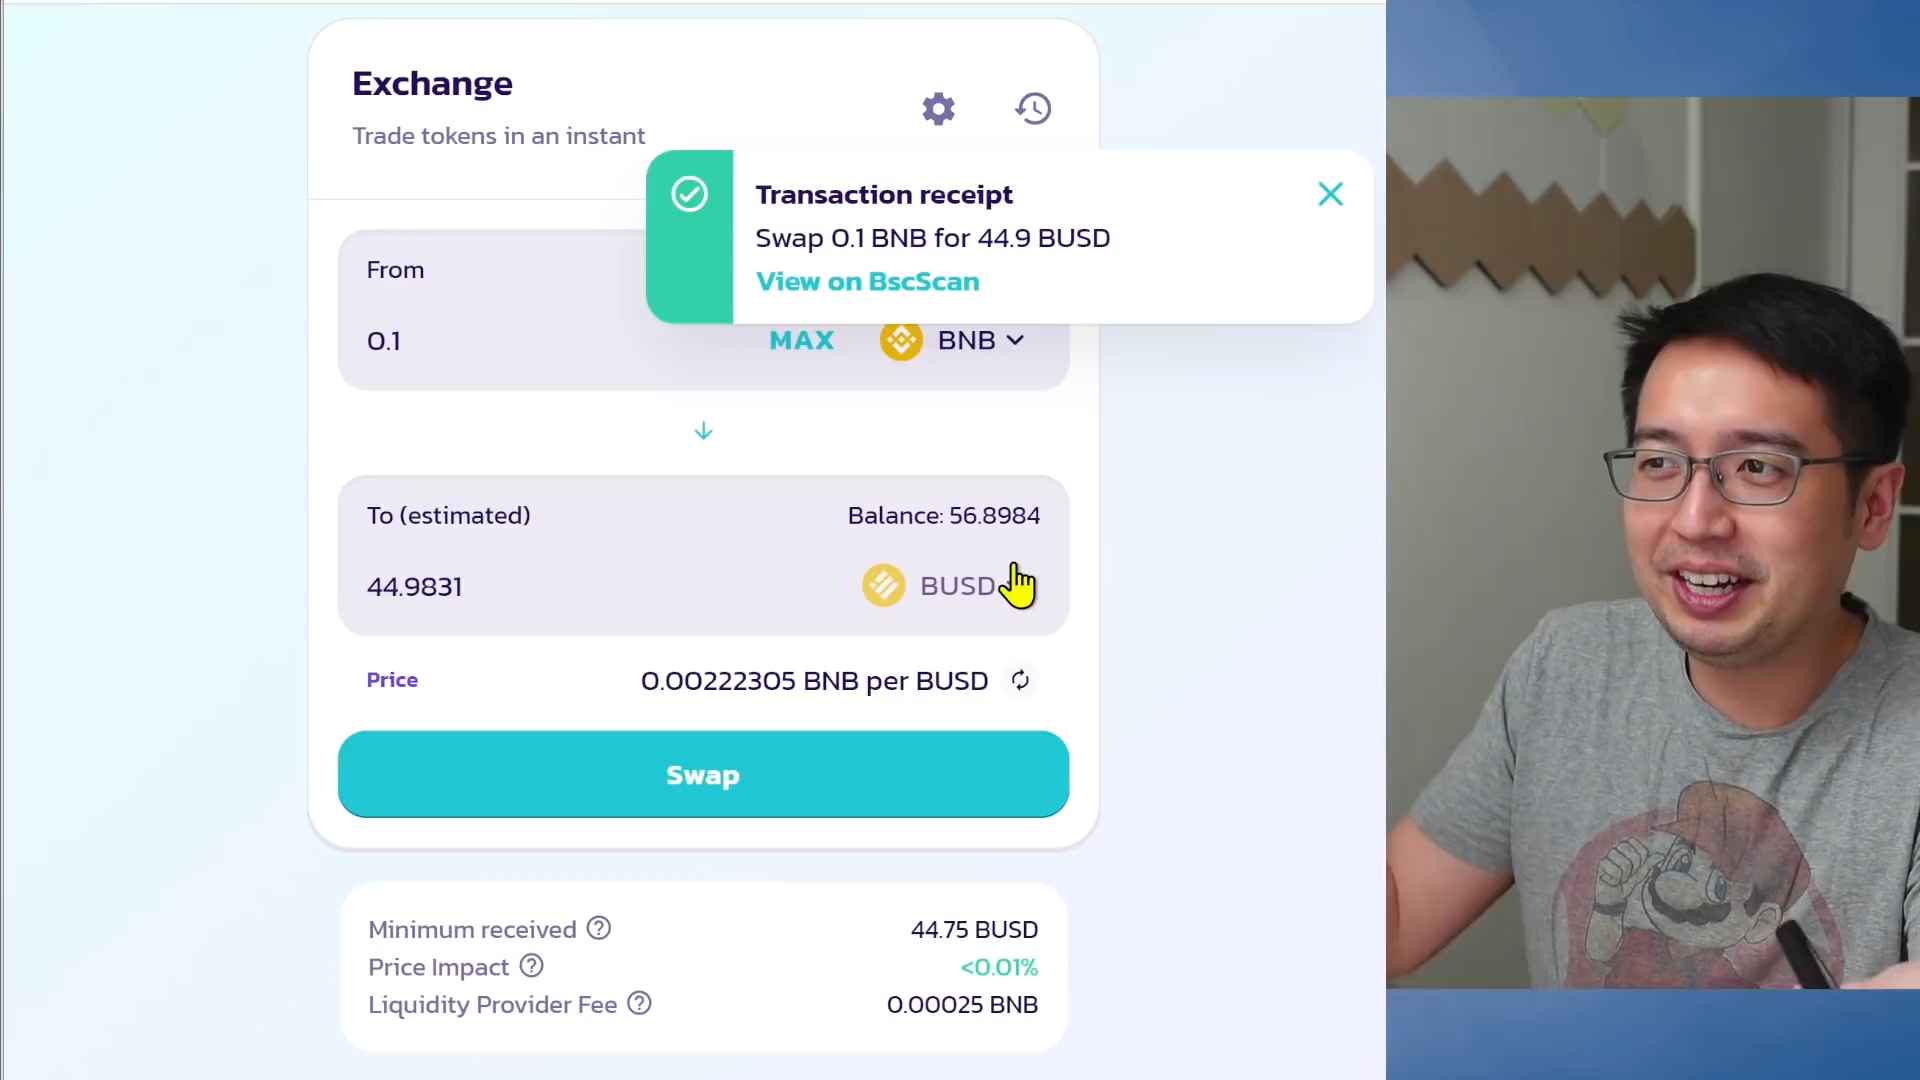 Exchange
Trade tokens in an instant
Transaction receipt
Swap 0.1 BNB for 44.9 BUSD
View on BscScan
From
0.1
MAX
BNB
To (estimated)
Balance: 56.8984
44.9831
BUSD
Price
0.00222305 BNB per BUSD
Swap
Minimum received
44.75 BUSD
Price Impact
<0.01%
Liquidity Provider Fee
0.00025 BNB